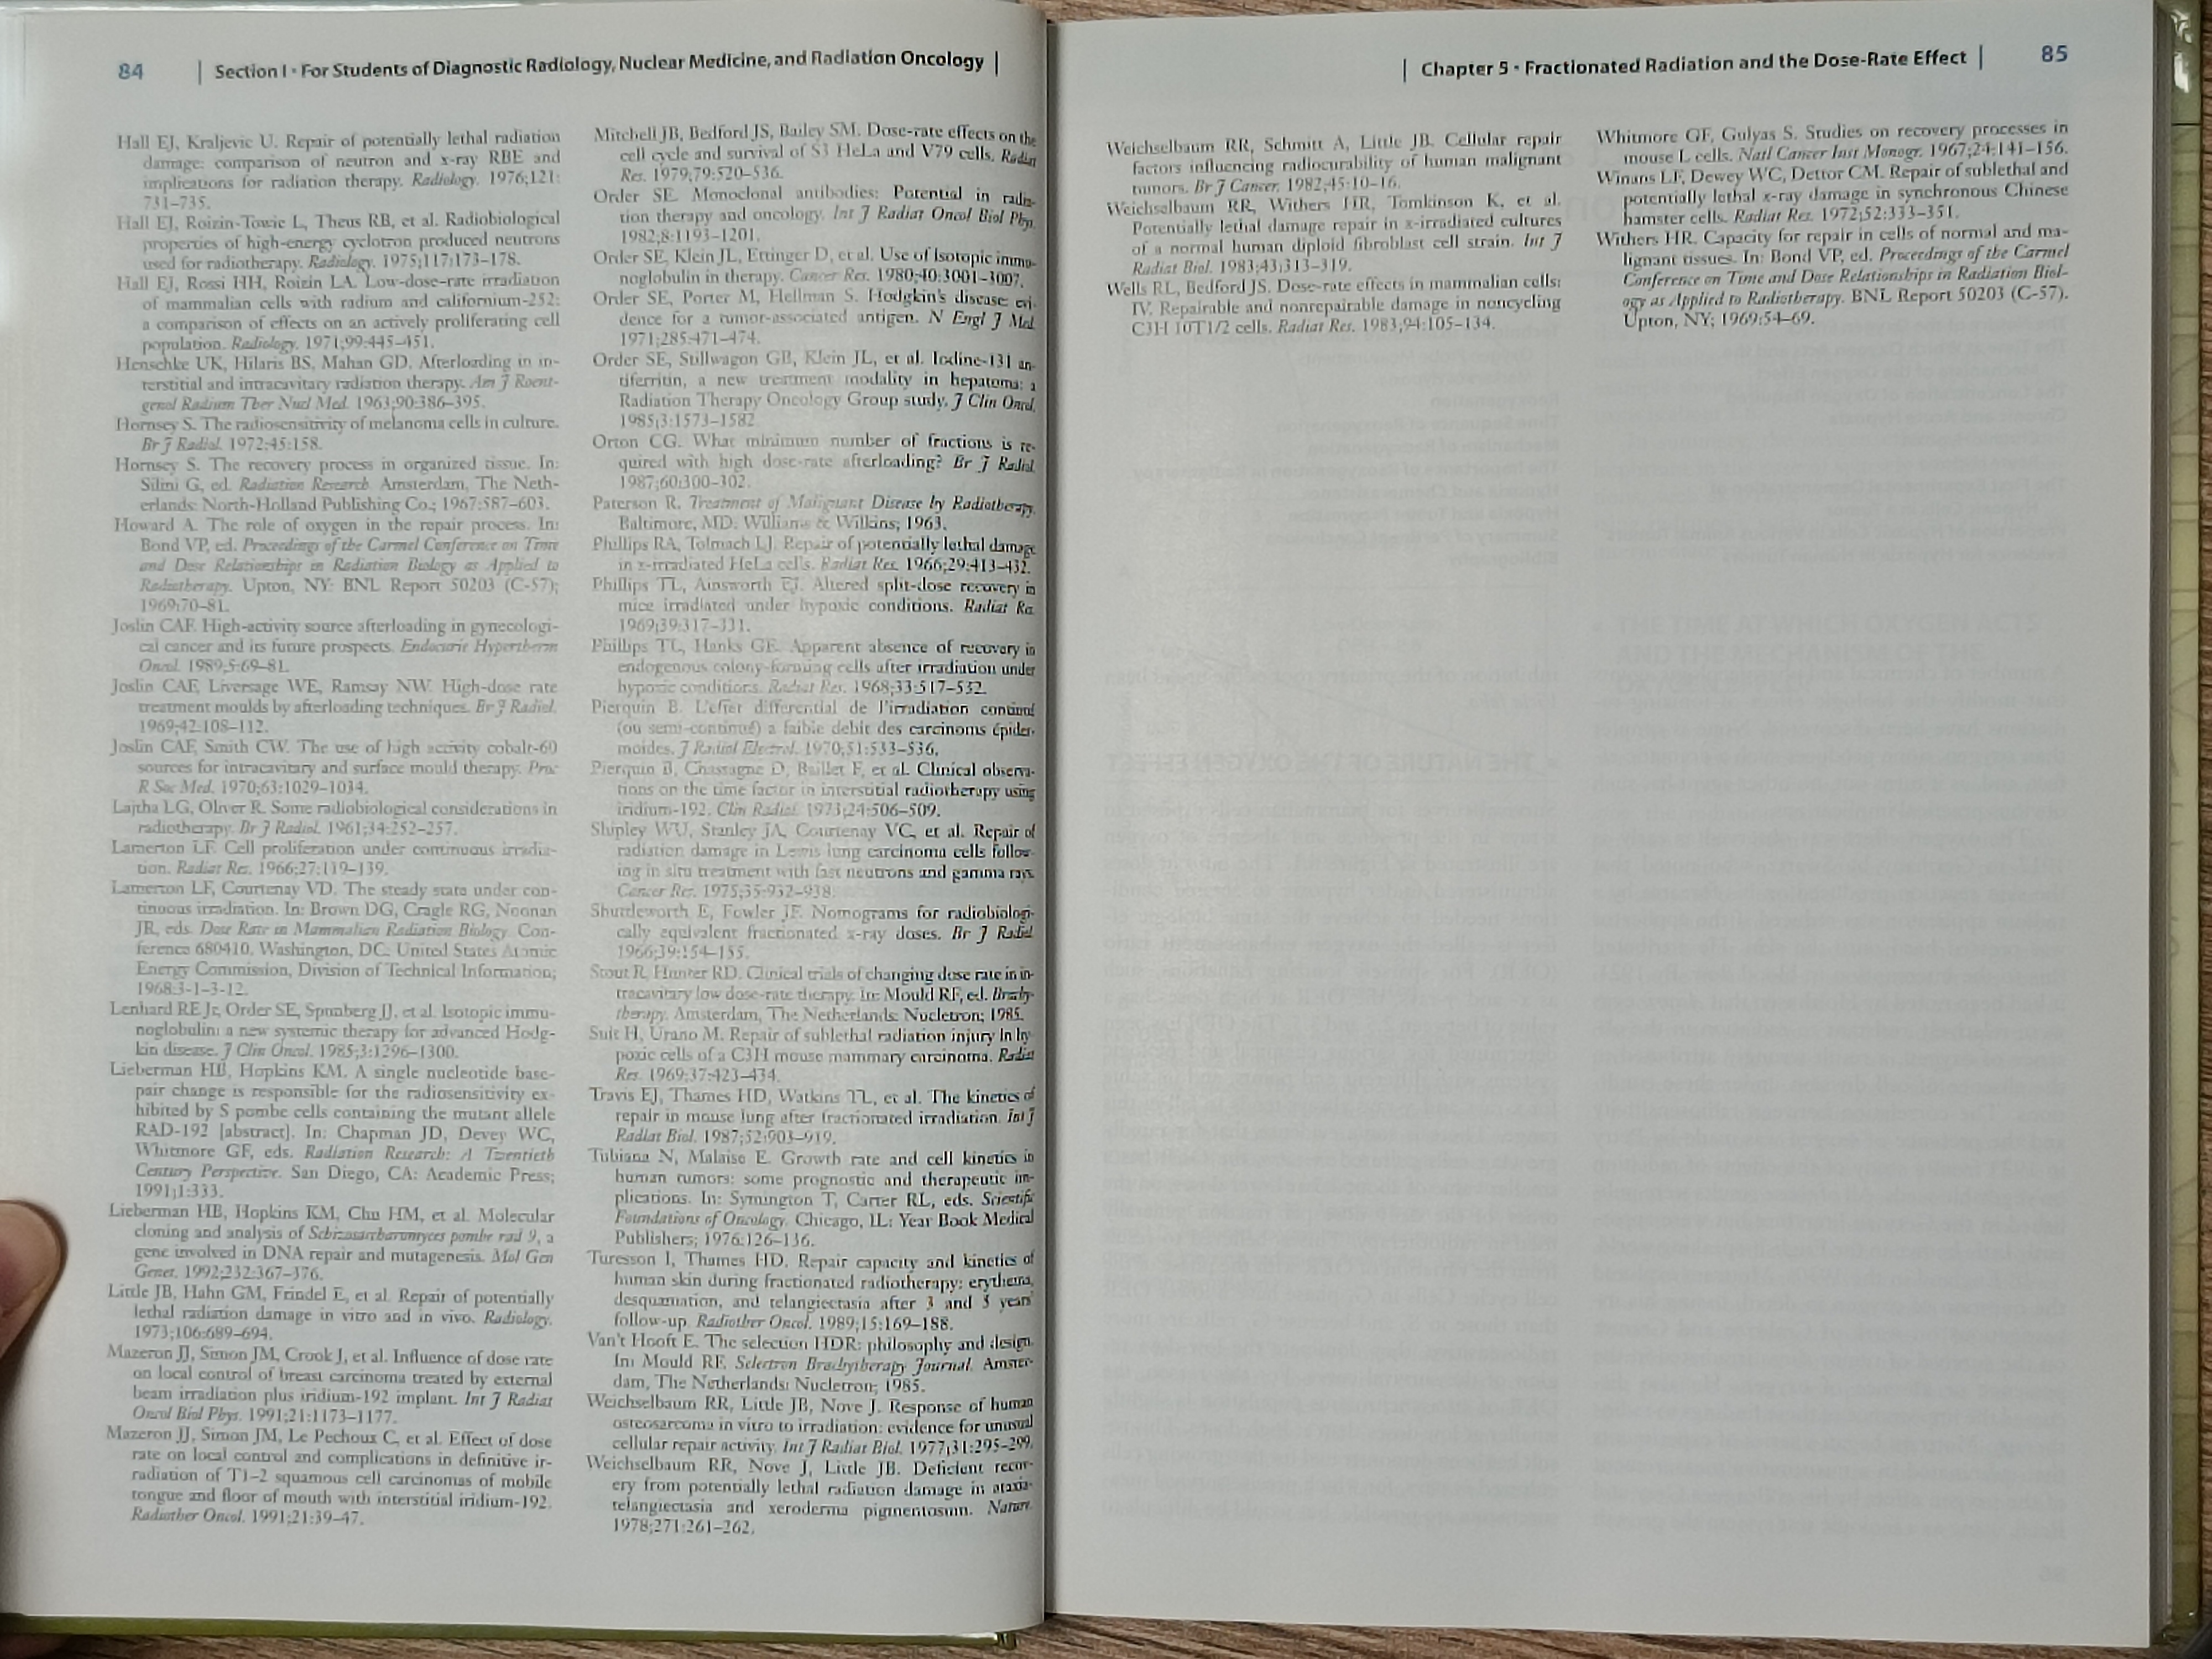 84 | Section I • For Students of Diagnostic Radiology, Nuclear Medicine, and Radiation Oncology |
Hall EJ, Kraljevic U. Repair of potentially lethal radiation
damage: comparison of neutron and x-ray RBE and
implications for radiation therapy. Radiology. 1976;121:
731–735.
Hall EJ, Roizin-Towle L, Theus RB, et al. Radiobiological
properties of high-energy cyclotron produced neutrons
used for radiotherapy. Radiology. 1975;117:173–178.
Hall EJ, Rossi HH, Roizin LA. Low-dose-rate irradiation
of mammalian cells with radium and californium-252:
a comparison of effects on an actively proliferating cell
population. Radiology. 1971;99:445–451.
Henschke UK, Hilaris BS, Mahan GD. Afterloading in in-
terstitial and intracavitary radiation therapy. Am J Roent-
genol Radium Ther Nucl Med. 1963;90:386–395.
Hornsey S. The radiosensitivity of melanoma cells in culture.
Br J Radiol. 1972;45:158.
Hornsey S. The recovery process in organized tissue. In:
Silini G, ed. Radiation Research. Amsterdam, The Neth-
erlands: North-Holland Publishing Co.; 1967:587–603.
Howard A. The role of oxygen in the repair process. In:
Bond VP, ed. Proceedings of the Carmel Conference on Time
and Dose Relationships in Radiation Biology as Applied to
Radiotherapy. Upton, NY: BNL Report 50203 (C-57);
1969:70–81.
Joslin CAF. High-activity source afterloading in gynecologi-
cal cancer and its future prospects. Endocurie Hypertherm
Oncol. 1989;5:69–81.
Joslin CAF, Liversage WE, Ramsay NW. High-dose rate
treatment moulds by afterloading techniques. Br J Radiol.
1969;42:108–112.
Joslin CAF, Smith CW. The use of high activity cobalt-60
sources for intracavitary and surface mould therapy. Proc
R Soc Med. 1970;63:1029–1034.
Lajtha LG, Oliver R. Some radiobiological considerations in
radiotherapy. Br J Radiol. 1961;34:252–257.
Lamerton LF. Cell proliferation under continuous irradia-
tion. Radiat Res. 1966;27:119–139.
Lamerton LF, Courtenay VD. The steady state under con-
tinuous irradiation. In: Brown DG, Cragle RG, Noonan
JR, eds. Dose Rate in Mammalian Radiation Biology. Con-
ference 680410, Washington, DC: United States Atomic
Energy Commission, Division of Technical Information;
1968:3-1–3-12.
Lenhard RE Jr, Order SE, Spunberg JJ, et al. Isotopic immu-
noglobulin: a new systemic therapy for advanced Hodg-
kin disease. J Clin Oncol. 1985;3:1296–1300.
Lieberman HB, Hopkins KM. A single nucleotide base-
pair change is responsible for the radiosensitivity ex-
hibited by S pombe cells containing the mutant allele
RAD-192 [abstract]. In: Chapman JD, Devey WC,
Whitmore GF, eds. Radiation Research: A Twentieth
Century Perspective. San Diego, CA: Academic Press;
1991;1:333.
Lieberman HB, Hopkins KM, Chu HM, et al. Molecular
cloning and analysis of Schizosaccharomyces pombe rad 9, a
gene involved in DNA repair and mutagenesis. Mol Gen
Genet. 1992;232:367–376.
Little JB, Hahn GM, Frindel E, et al. Repair of potentially
lethal radiation damage in vitro and in vivo. Radiology.
1973;106:689–694.
Mazeron JJ, Simon JM, Crook J, et al. Influence of dose rate
on local control of breast carcinoma treated by external
beam irradiation plus iridium-192 implant. Int J Radiat
Oncol Biol Phys. 1991;21:1173–1177.
Mazeron JJ, Simon JM, Le Pechoux C, et al. Effect of dose
rate on local control and complications in definitive ir-
radiation of T1–2 squamous cell carcinomas of mobile
tongue and floor of mouth with interstitial iridium-192.
Radiother Oncol. 1991;21:39–47.
Mitchell JB, Bedford JS, Bailey SM. Dose-rate effects on the
cell cycle and survival of S3 HeLa and V79 cells. Radiat
Res. 1979;79:520–536.
Order SE. Monoclonal antibodies: Potential in radia-
tion therapy and oncology. Int J Radiat Oncol Biol Phys.
1982;8:1193–1201.
Order SE, Klein JL, Ettinger D, et al. Use of isotopic immu-
noglobulin in therapy. Cancer Res. 1980;40:3001–3007.
Order SE, Porter M, Hellman S. Hodgkin's disease: evi-
dence for a tumor-associated antigen. N Engl J Med.
1971;285:471–474.
Order SE, Stillwagon GB, Klein JL, et al. Iodine-131 an-
tiferritin, a new treatment modality in hepatoma: a
Radiation Therapy Oncology Group study. J Clin Oncol.
1985;3:1573–1582.
Orton CG. What minimum number of fractions is re-
quired with high dose-rate afterloading? Br J Radiol.
1987;60:300–302.
Paterson R. Treatment of Malignant Disease by Radiotherapy.
Baltimore, MD: Williams & Wilkins; 1963.
Phillips RA, Tolmach LJ. Repair of potentially lethal damage
in x-irradiated HeLa cells. Radiat Res. 1966;29:413–432.
Phillips TL, Ainsworth EJ. Altered split-dose recovery in
mice irradiated under hypoxic conditions. Radiat Res.
1969;39:317–331.
Phillips TL, Hanks GE. Apparent absence of recovery in
endogenous colony-forming cells after irradiation under
hypoxic conditions. Radiat Res. 1968;33:517–532.
Pierquin B. L'effet differential de l'irradiation continué
(ou semi-continué) a faible debit des carcinoms épider-
moides. J Radiol Electrol. 1970;51:533–536.
Pierquin B, Chassagne D, Baillet F, et al. Clinical observa-
tions on the time factor in interstitial radiotherapy using
iridium-192. Clin Radiol. 1973;24:506–509.
Shipley WU, Stanley JA, Courtenay VC, et al. Repair of
radiation damage in Lewis lung carcinoma cells follow-
ing in situ treatment with fast neutrons and gamma rays.
Cancer Res. 1975;35:932–938.
Shuttleworth E, Fowler JF. Nomograms for radiobiologi-
cally equivalent fractionated x-ray doses. Br J Radiol.
1966;39:154–155.
Stout R, Hunter RD. Clinical trials of changing dose rate in in-
tracavitary low dose-rate therapy. In: Mould RF, ed. Brachy-
therapy. Amsterdam, The Netherlands: Nucletron; 1985.
Suit H, Urano M. Repair of sublethal radiation injury in hy-
poxic cells of a C3H mouse mammary carcinoma. Radiat
Res. 1969;37:423–434.
Travis EJ, Thames HD, Watkins TL, et al. The kinetics of
repair in mouse lung after fractionated irradiation. Int J
Radiat Biol. 1987;52:903–919.
Tubiana N, Malaise E. Growth rate and cell kinetics in
human tumors: some prognostic and therapeutic im-
plications. In: Symington T, Carter RL, eds. Scientific
Foundations of Oncology. Chicago, IL: Year Book Medical
Publishers; 1976:126–136.
Turesson I, Thames HD. Repair capacity and kinetics of
human skin during fractionated radiotherapy: erythema,
desquamation, and telangiectasia after 3 and 5 years'
follow-up. Radiother Oncol. 1989;15:169–188.
Van't Hooft E. The selection HDR: philosophy and design.
In: Mould RF. Selectron Brachytherapy Journal. Amster-
dam, The Netherlands: Nucletron; 1985.
Weichselbaum RR, Little JB, Nove J. Response of human
osteosarcoma in vitro to irradiation: evidence for unusual
cellular repair activity. Int J Radiat Biol. 1977;31:295–299.
Weichselbaum RR, Nove J, Little JB. Deficient recov-
ery from potentially lethal radiation damage in ataxia-
telangiectasia and xeroderma pigmentosum. Nature.
1978;271:261–262.
| Chapter 5 • Fractionated Radiation and the Dose-Rate Effect | 85
Weichselbaum RR, Schmitt A, Little JB. Cellular repair
factors influencing radiocurability of human malignant
tumors. Br J Cancer. 1982;45:10–16.
Weichselbaum RR, Withers HR, Tomkinson K, et al.
Potentially lethal damage repair in x-irradiated cultures
of a normal human diploid fibroblast cell strain. Int J
Radiat Biol. 1983;43:313–319.
Wells RL, Bedford JS. Dose-rate effects in mammalian cells:
IV. Repairable and nonrepairable damage in noncycling
C3H 10T1/2 cells. Radiat Res. 1983;94:105–134.
Whitmore GF, Gulyas S. Studies on recovery processes in
mouse L cells. Natl Cancer Inst Monogr. 1967;24:141–156.
Winans LF, Dewey WC, Dettor CM. Repair of sublethal and
potentially lethal x-ray damage in synchronous Chinese
hamster cells. Radiat Res. 1972;52:333–351.
Withers HR. Capacity for repair in cells of normal and ma-
lignant tissues. In: Bond VP, ed. Proceedings of the Carmel
Conference on Time and Dose Relationships in Radiation Biol-
ogy as Applied to Radiotherapy. BNL Report 50203 (C-57).
Upton, NY; 1969:54–69.